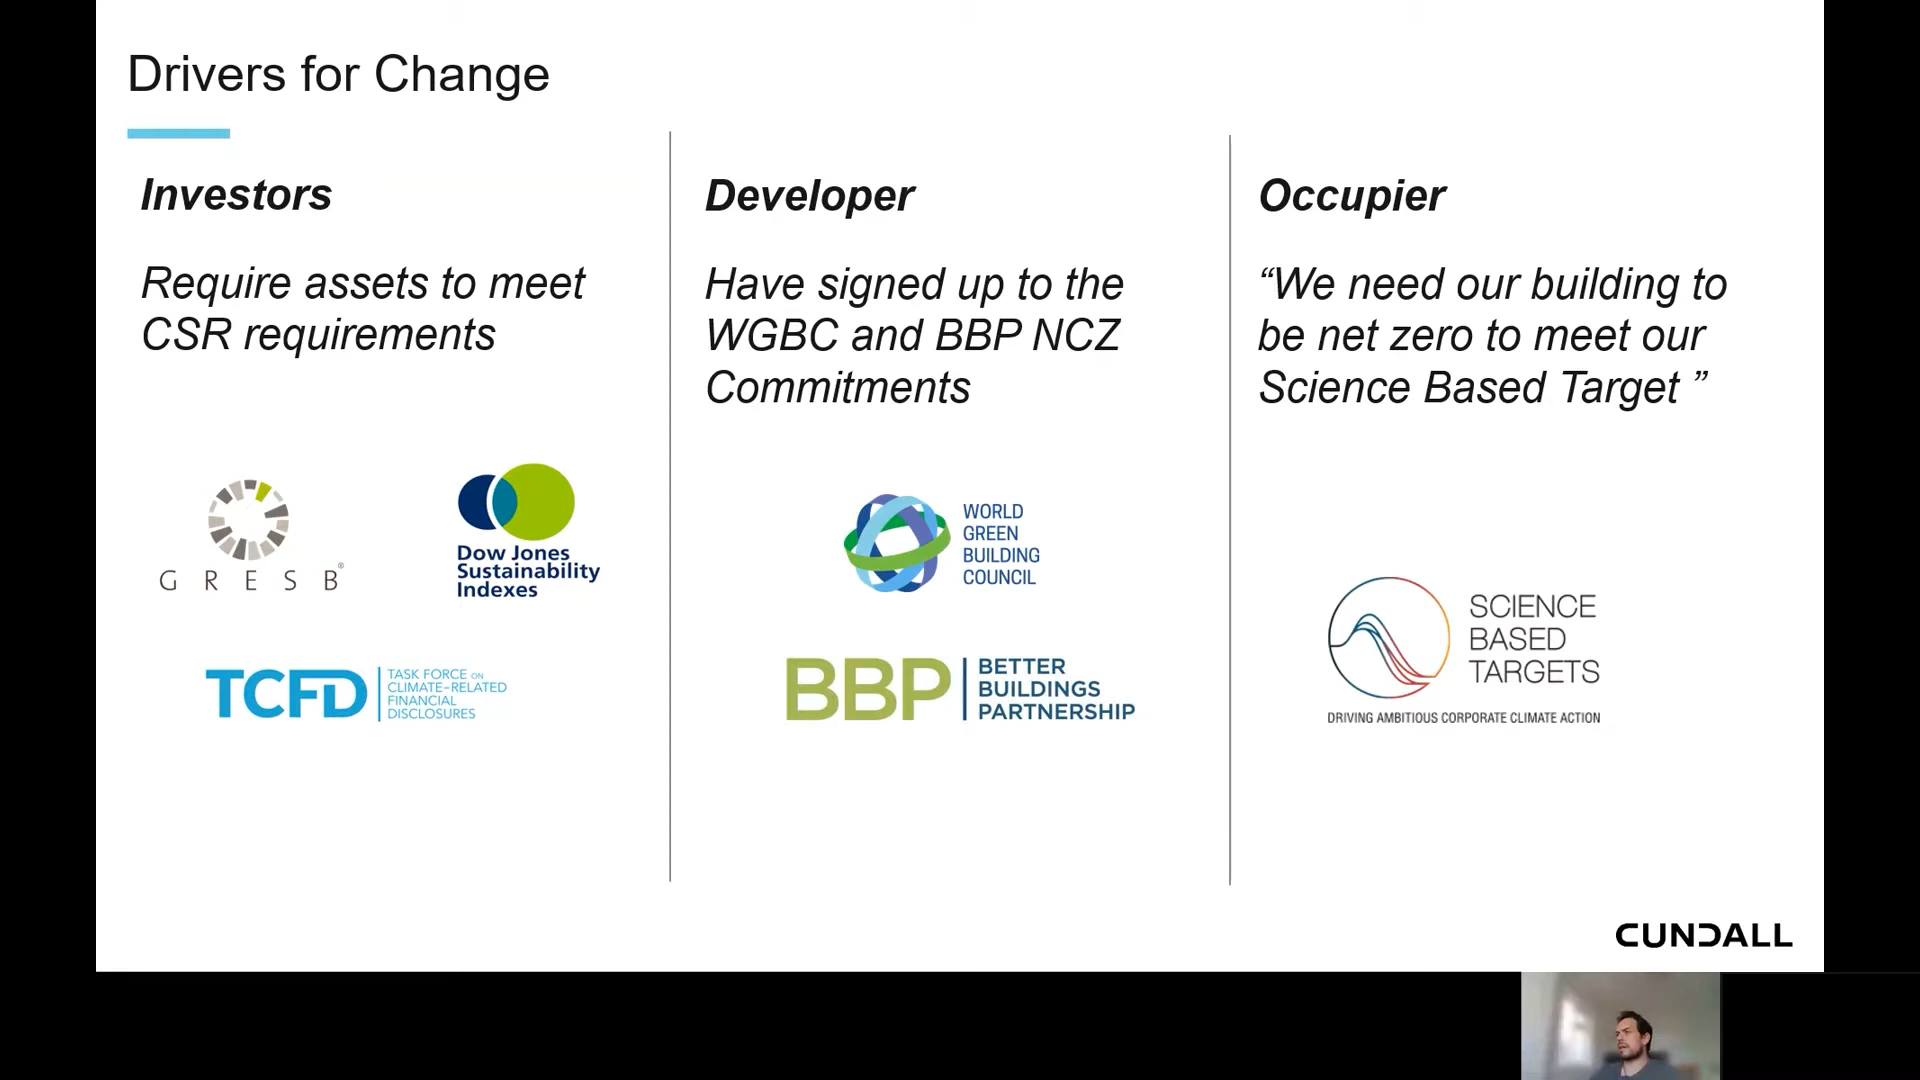 Drivers for Change
Investors
Require assets to meet
CSR requirements
GRESB®
Dow Jones
Sustainability
Indexes
TCFD
TASK FORCE ON
CLIMATE-RELATED
FINANCIAL
DISCLOSURES
Developer
Have signed up to the
WGBC and BBP NCZ
Commitments
WORLD
GREEN
BUILDING
COUNCIL
BBP
BETTER
BUILDINGS
PARTNERSHIP
Occupier
“We need our building to
be net zero to meet our
Science Based Target ”
SCIENCE
BASED
TARGETS
DRIVING AMBITIOUS CORPORATE CLIMATE ACTION
CUNDALL